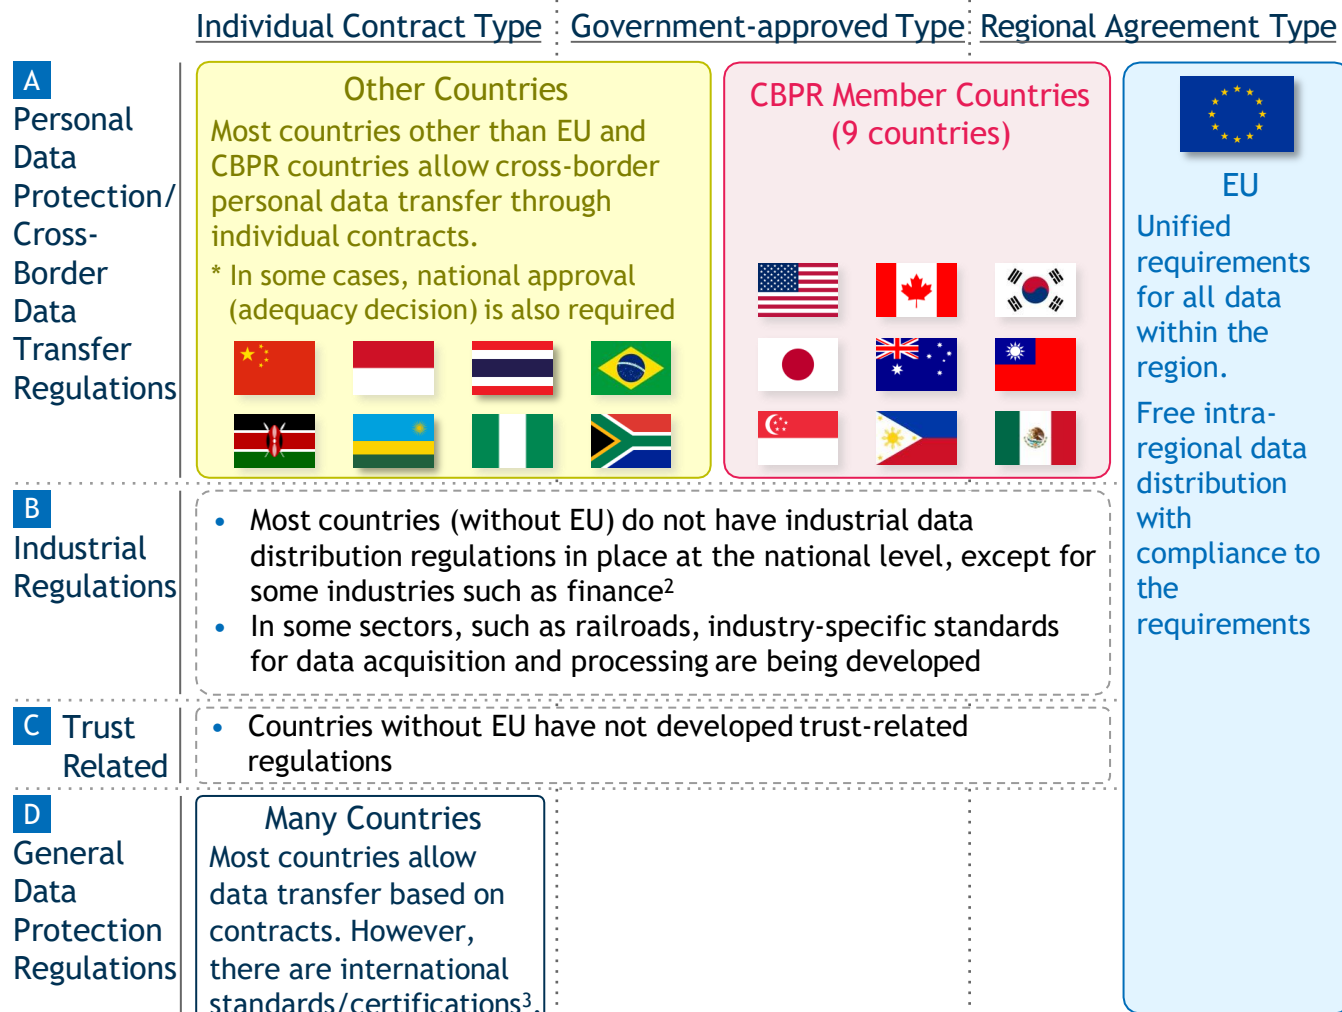 Individual Contract Type
Government-approved Type
Regional Agreement Type
A
Personal
Data
Protection/
Cross-
Border
Data
Transfer
Regulations
Other Countries
Most countries other than EU and
CBPR countries allow cross-border
personal data transfer through
individual contracts.
* In some cases, national approval
(adequacy decision) is also required
CBPR Member Countries
(9 countries)
EU
Unified
requirements
for all data
within the
region.
Free intra-
regional data
distribution
with
compliance to
the
requirements
B
Industrial
Regulations
• Most countries (without EU) do not have industrial data
distribution regulations in place at the national level, except for
some industries such as finance²
• In some sectors, such as railroads, industry-specific standards
for data acquisition and processing are being developed
C Trust
Related
• Countries without EU have not developed trust-related
regulations
D
General
Data
Protection
Regulations
Many Countries
Most countries allow
data transfer based on
contracts. However,
there are international
standards/certifications³.